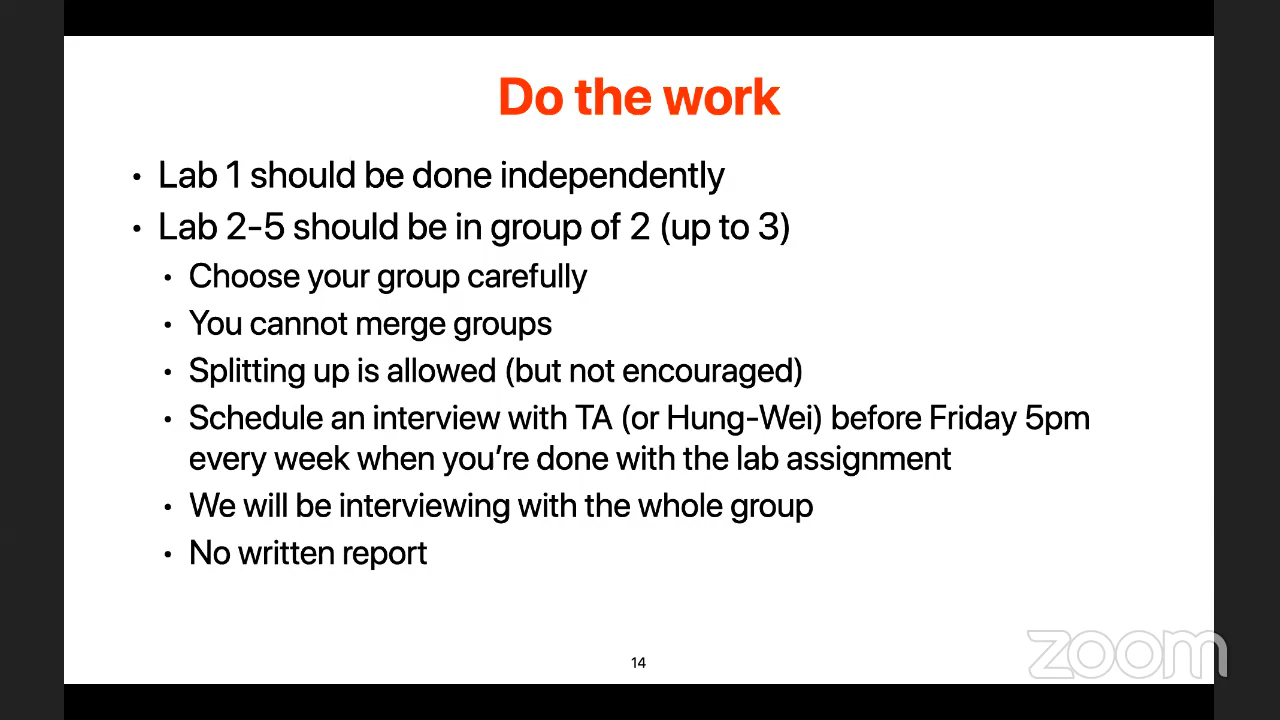 Do the work
• Lab 1 should be done independently
• Lab 2-5 should be in group of 2 (up to 3)
• Choose your group carefully
• You cannot merge groups
• Splitting up is allowed (but not encouraged)
• Schedule an interview with TA (or Hung-Wei) before Friday 5pm
every week when you're done with the lab assignment
• We will be interviewing with the whole group
• No written report
14
zoom